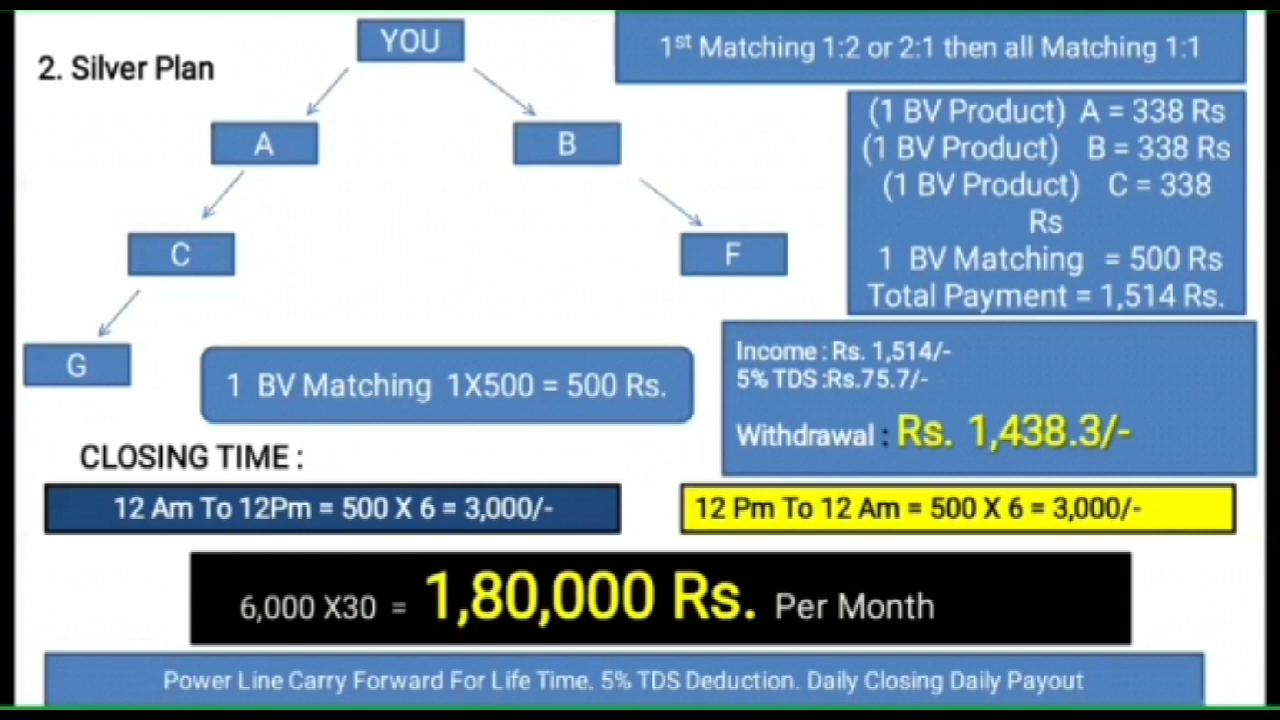 YOU
1st Matching 1:2 or 2:1 then all Matching 1:1
2. Silver Plan
A
B
(1 BV Product) A = 338 Rs
(1 BV Product) B = 338 Rs
(1 BV Product) C = 338
Rs
1 BV Matching = 500 Rs
Total Payment = 1,514 Rs.
C
F
G
1 BV Matching 1X500 = 500 Rs.
Income : Rs. 1,514/-
5% TDS :Rs.75.7/-
Withdrawal : Rs. 1,438.3/-
CLOSING TIME :
12 Am To 12Pm = 500 X 6 = 3,000/-
12 Pm To 12 Am = 500 X 6 = 3,000/-
6,000 X30 = 1,80,000 Rs. Per Month
Power Line Carry Forward For Life Time. 5% TDS Deduction. Daily Closing Daily Payout